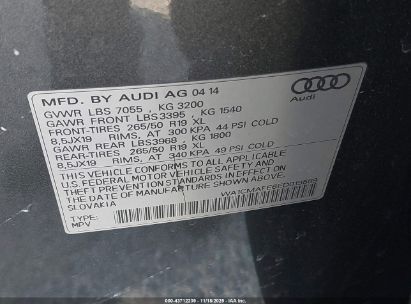 MFD. BY AUDI AG 04 14
GVWR LBS 7055 , KG 3200
GAWR FRONT LBS3395 , KG 1540
FRONT-TIRES 265/50 R19 XL
8,5JX19 RIMS, AT 300 KPA 44 PSI COLD
GAWR REAR LBS3968 , KG 1800
REAR-TIRES 265/50 R19 XL
8,5JX19 RIMS, AT 340 KPA 49 PSI COLD
THIS VEHICLE CONFORMS TO ALL APPLICABLE
U.S. FEDERAL MOTOR VEHICLE SAFETY AND
THEFT PREVENTION STANDARDS IN EFFECT ON
THE DATE OF MANUFACTURE SHOWN ABOVE.
SLOVAKIA
TYPE:
MPV